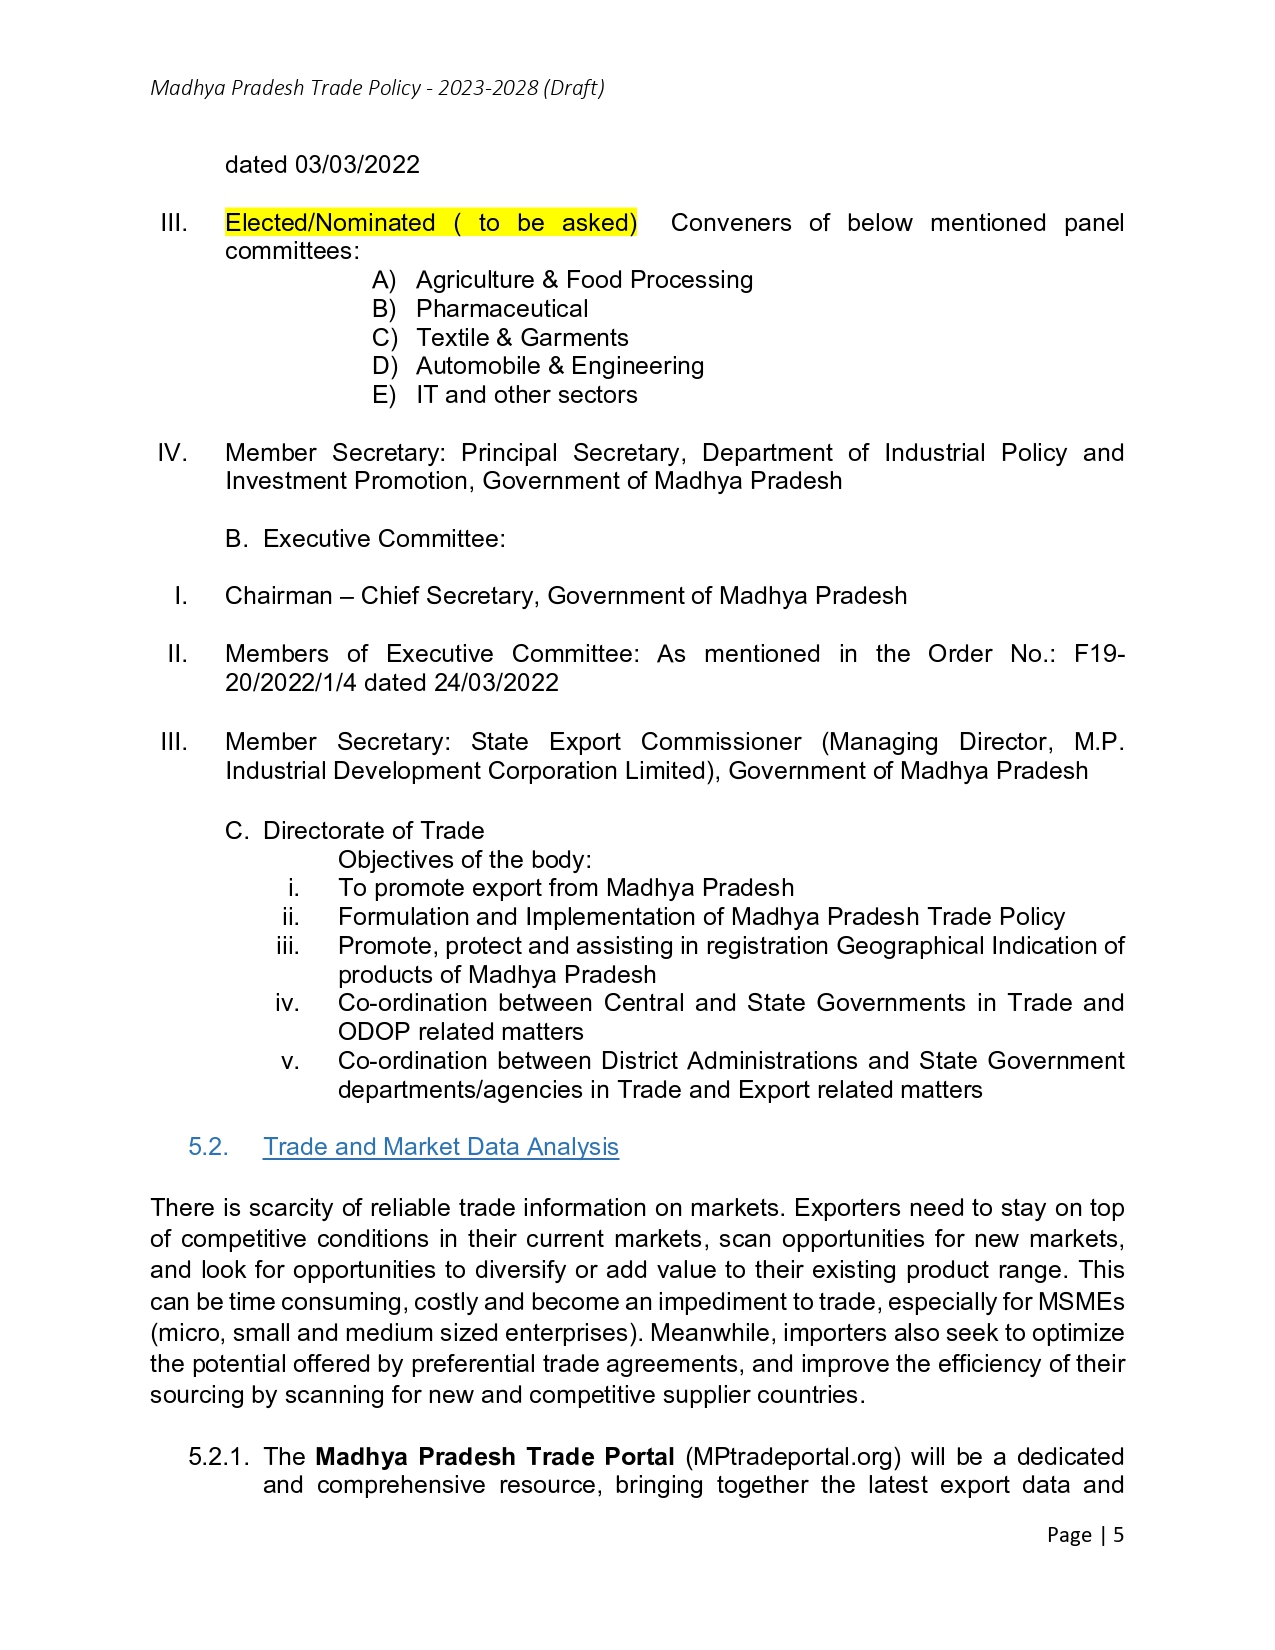 Madhya Pradesh Trade Policy - 2023-2028 (Draft)
dated 03/03/2022
III. Elected/Nominated ( to be asked) Conveners of below mentioned panel
committees:
A) Agriculture & Food Processing
B) Pharmaceutical
C) Textile & Garments
D) Automobile & Engineering
E) IT and other sectors
IV. Member Secretary: Principal Secretary, Department of Industrial Policy and
Investment Promotion, Government of Madhya Pradesh
B. Executive Committee:
I. Chairman – Chief Secretary, Government of Madhya Pradesh
II. Members of Executive Committee: As mentioned in the Order No.: F19-
20/2022/1/4 dated 24/03/2022
III. Member Secretary: State Export Commissioner (Managing Director, M.P.
Industrial Development Corporation Limited), Government of Madhya Pradesh
C. Directorate of Trade
Objectives of the body:
i. To promote export from Madhya Pradesh
ii. Formulation and Implementation of Madhya Pradesh Trade Policy
iii. Promote, protect and assisting in registration Geographical Indication of
products of Madhya Pradesh
iv. Co-ordination between Central and State Governments in Trade and
ODOP related matters
v. Co-ordination between District Administrations and State Government
departments/agencies in Trade and Export related matters
5.2. Trade and Market Data Analysis
There is scarcity of reliable trade information on markets. Exporters need to stay on top
of competitive conditions in their current markets, scan opportunities for new markets,
and look for opportunities to diversify or add value to their existing product range. This
can be time consuming, costly and become an impediment to trade, especially for MSMEs
(micro, small and medium sized enterprises). Meanwhile, importers also seek to optimize
the potential offered by preferential trade agreements, and improve the efficiency of their
sourcing by scanning for new and competitive supplier countries.
5.2.1. The Madhya Pradesh Trade Portal (MPtradeportal.org) will be a dedicated
and comprehensive resource, bringing together the latest export data and
Page | 5